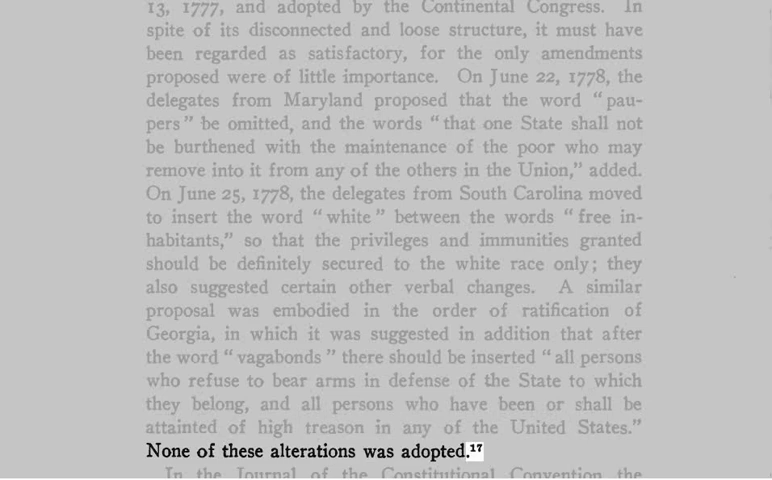 13, 1777, and adopted by the Continental Congress. In
spite of its disconnected and loose structure, it must have
been regarded as satisfactory, for the only amendments
proposed were of little importance. On June 22, 1778, the
delegates from Maryland proposed that the word “pau-
pers” be omitted, and the words “that one State shall not
be burthened with the maintenance of the poor who may
remove into it from any of the others in the Union,” added.
On June 25, 1778, the delegates from South Carolina moved
to insert the word “white” between the words “free in-
habitants,” so that the privileges and immunities granted
should be definitely secured to the white race only; they
also suggested certain other verbal changes. A similar
proposal was embodied in the order of ratification of
Georgia, in which it was suggested in addition that after
the word “vagabonds” there should be inserted “all persons
who refuse to bear arms in defense of the State to which
they belong, and all persons who have been or shall be
attainted of high treason in any of the United States.”
None of these alterations was adopted.¹⁷
In the Journal of the Constitutional Convention the